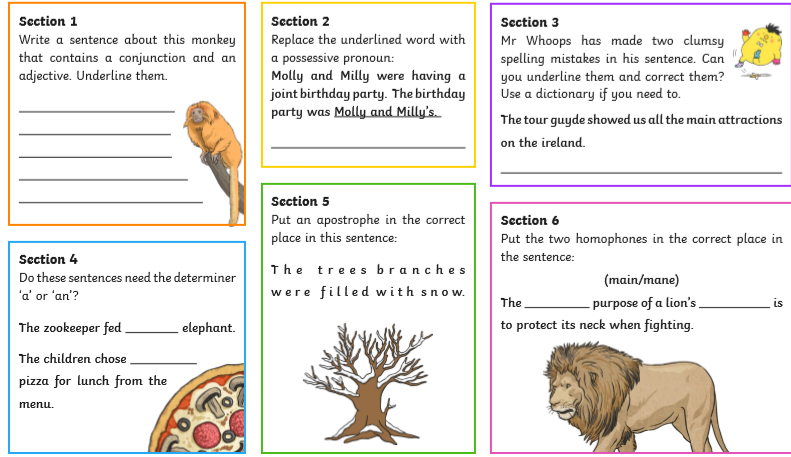 Section 1
Write a sentence about this monkey
that contains a conjunction and an
adjective. Underline them.
Section 2
Replace the underlined word with
a possessive pronoun:
Molly and Milly were having a
joint birthday party. The birthday
party was Molly and Milly's.
Section 3
Mr Whoops has made two clumsy
spelling mistakes in his sentence. Can
you underline them and correct them?
Use a dictionary if you need to.
The tour guyde showed us all the main attractions
on the ireland.
Section 4
Do these sentences need the determiner
'a' or 'an'?
The zookeeper fed ________ elephant.
The children chose __________
pizza for lunch from the
menu.
Section 5
Put an apostrophe in the correct
place in this sentence:
The trees branches
were filled with snow.
Section 6
Put the two homophones in the correct place in
the sentence:
(main/mane)
The __________ purpose of a lion's ___________ is
to protect its neck when fighting.